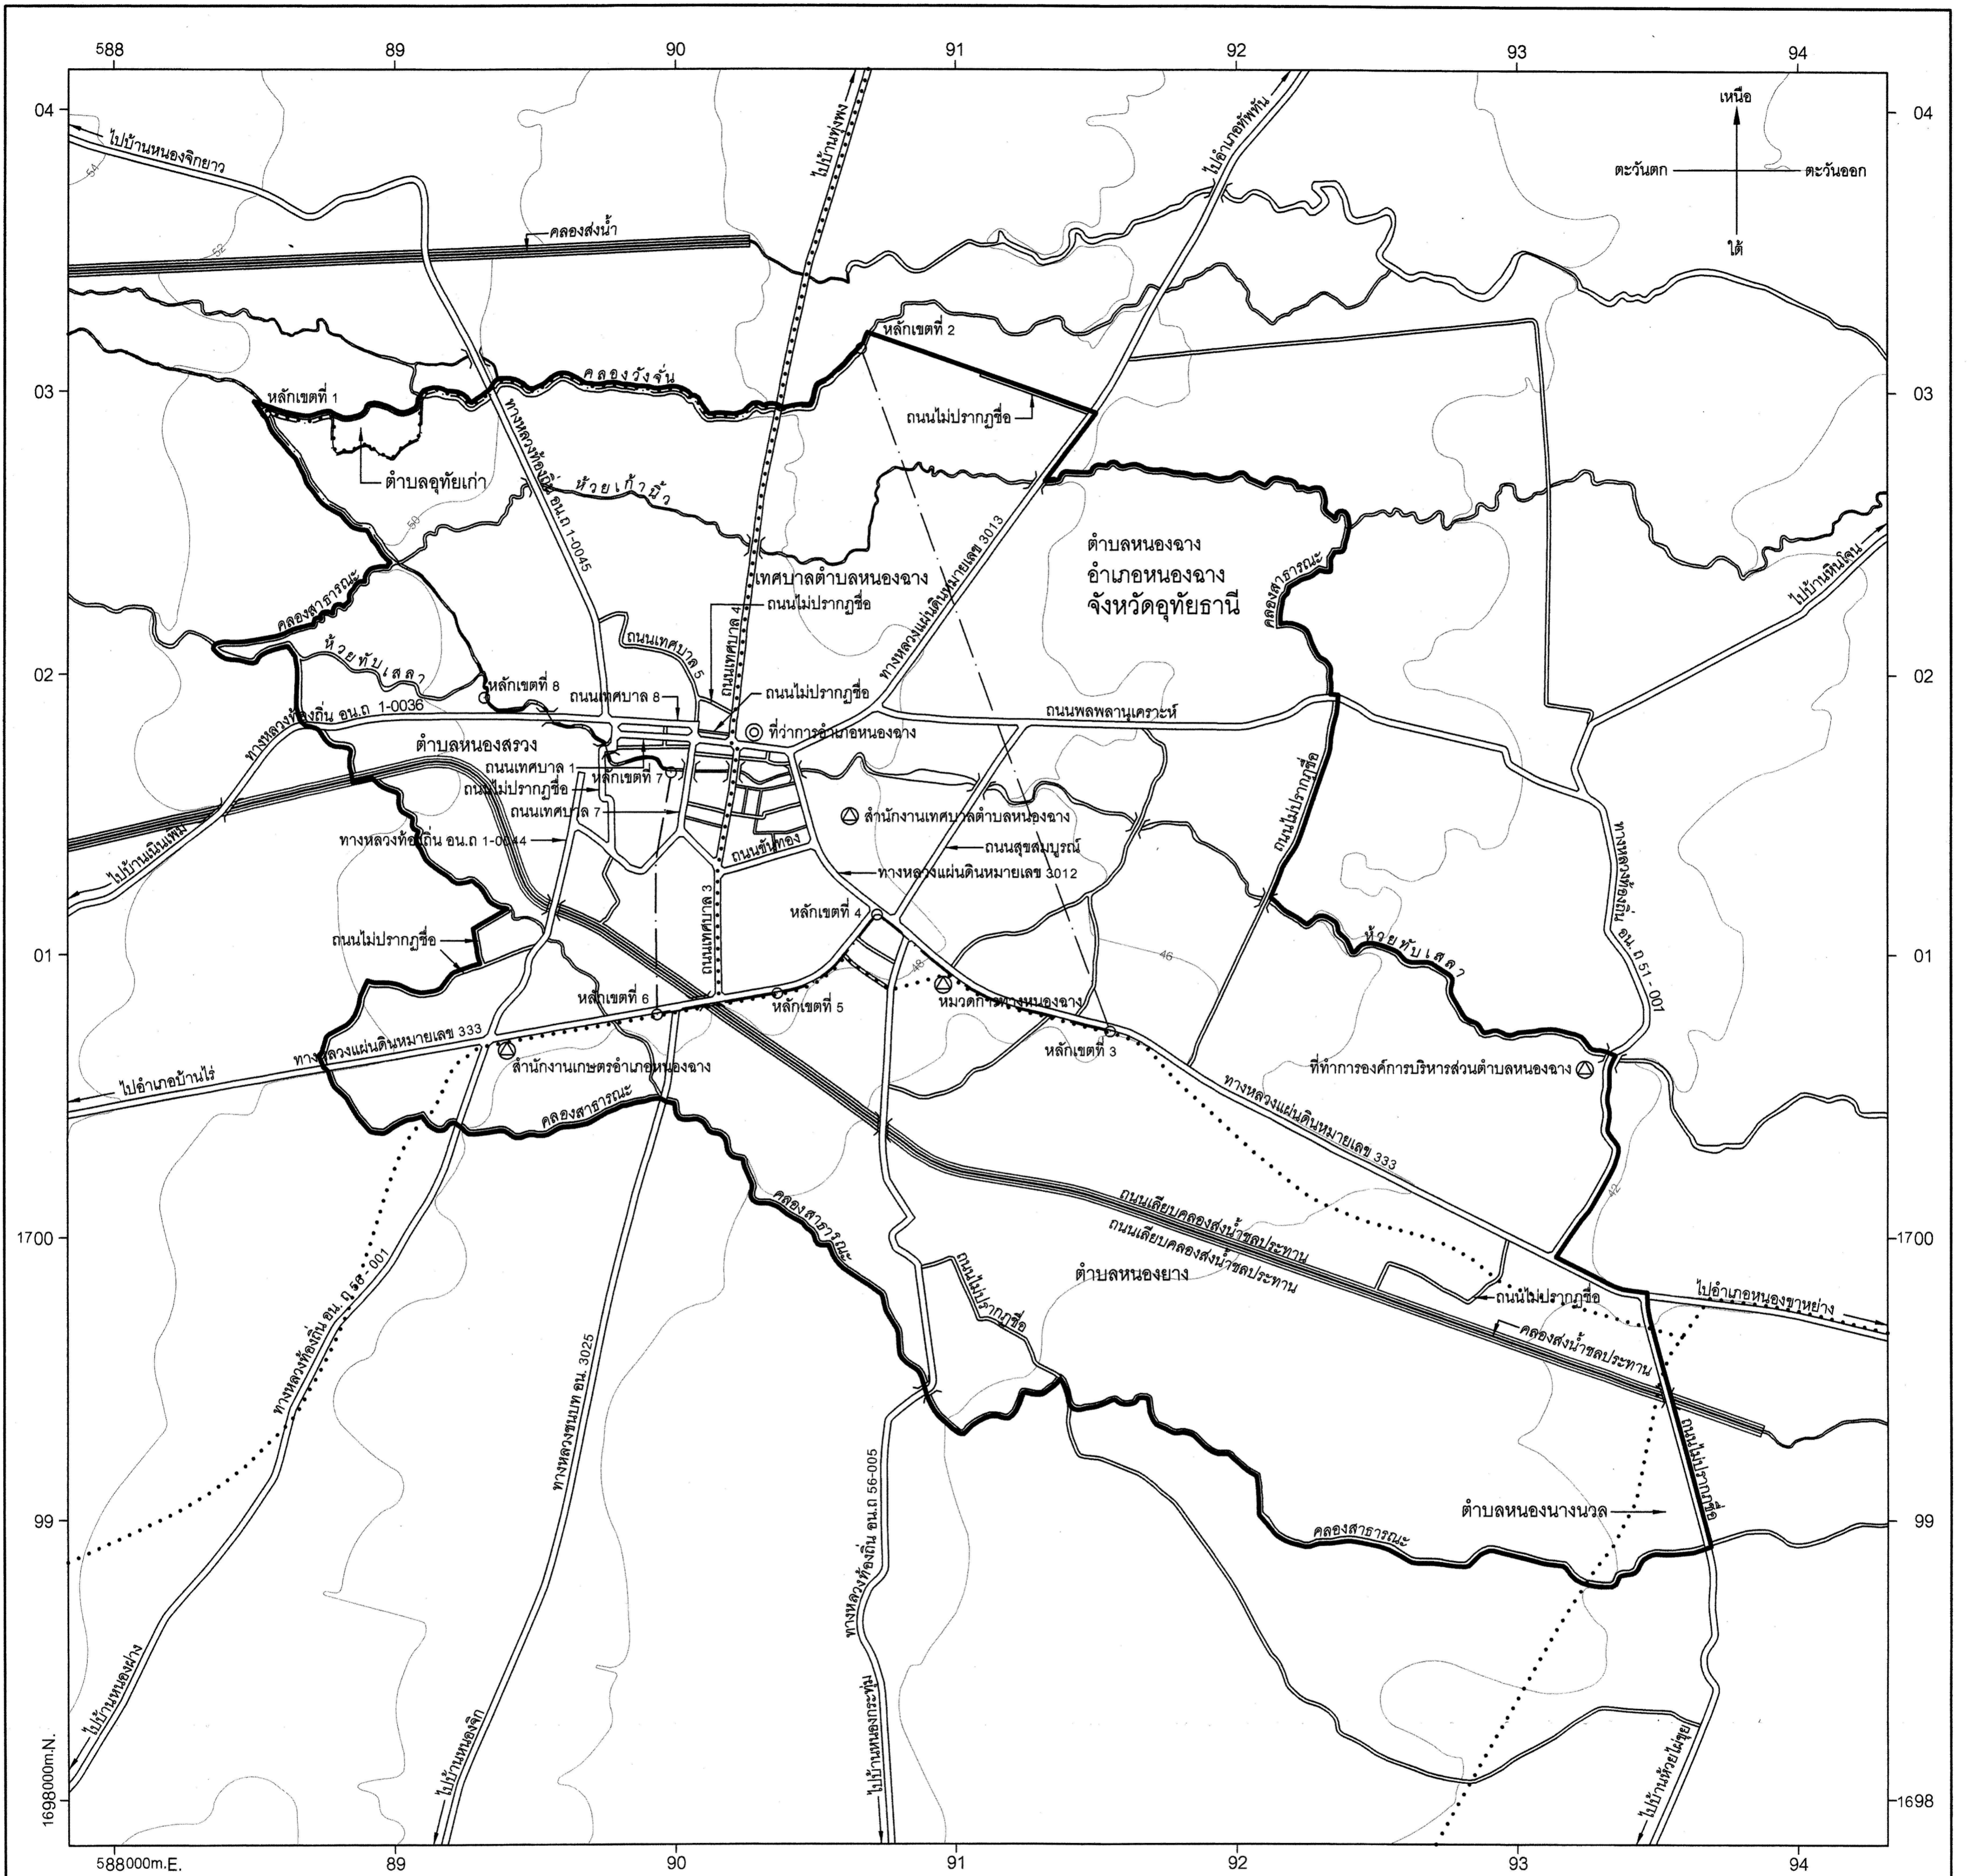 588 89 90 91 92 93 94
04 04
เหนือ
ตะวันตก ตะวันออก
ใต้
ไปบ้านหนองจิกยาว
ไปบ้านทุ่งพง
ไปอำเภอทัพทัน
54
52
คลองส่งน้ำ
หลักเขตที่ 2
03 03
คลองวังจั่น
หลักเขตที่ 1
ถนนไม่ปรากฏชื่อ
ตำบลอุทัยเก่า
ทางหลวงท้องถิ่น อน.ถ 1-0045
ห้วยเก้านิ้ว
50
ทางหลวงแผ่นดินหมายเลข 3013
ตำบลหนองฉาง
อำเภอหนองฉาง
จังหวัดอุทัยธานี
คลองสาธารณะ
ไปบ้านหินโจน
เทศบาลตำบลหนองฉาง
ถนนไม่ปรากฏชื่อ
คลองสาธารณะ
ถนนเทศบาล 5
ถนนเทศบาล 4
ห้วยทับเสลา
02 02
หลักเขตที่ 8
ถนนเทศบาล 8
ถนนไม่ปรากฏชื่อ
ทางหลวงท้องถิ่น อน.ถ 1-0036
ถนนพลพลานุเคราะห์
ที่ว่าการอำเภอหนองฉาง
ตำบลหนองสรวง
ถนนเทศบาล 1
หลักเขตที่ 7
ถนนไม่ปรากฏชื่อ
ถนนเทศบาล 7
ถนนไม่ปรากฏชื่อ
สำนักงานเทศบาลตำบลหนองฉาง
ทางหลวงท้องถิ่น อน.ถ 1-0044
ถนนขันทอง
ถนนสุขสมบูรณ์
ไปบ้านเนินเพิ่ม
ทางหลวงแผ่นดินหมายเลข 3012
ทางหลวงท้องถิ่น อน.ถ 51-001
หลักเขตที่ 4
ถนนเทศบาล 3
ถนนไม่ปรากฏชื่อ
ห้วยทับเสลา
01 01
48
46
หลักเขตที่ 6
หลักเขตที่ 5
หมวดการทางหนองฉาง
ทางหลวงแผ่นดินหมายเลข 333
หลักเขตที่ 3
สำนักงานเกษตรอำเภอหนองฉาง
ที่ทำการองค์การบริหารส่วนตำบลหนองฉาง
ไปอำเภอบ้านไร่
คลองสาธารณะ
ทางหลวงแผ่นดินหมายเลข 333
42
คลองสาธารณะ
ถนนเลียบคลองส่งน้ำชลประทาน
ถนนเลียบคลองส่งน้ำชลประทาน
1700 1700
ตำบลหนองยาง
ถนนไม่ปรากฏชื่อ
ถนนไม่ปรากฏชื่อ
ไปอำเภอหนองขาหย่าง
คลองส่งน้ำชลประทาน
ทางหลวงท้องถิ่น อน.ถ 56-001
ทางหลวงชนบท อน. 3025
ถนนไม่ปรากฏชื่อ
ทางหลวงท้องถิ่น อน.ถ 56-005
ตำบลหนองนางนวล
คลองสาธารณะ
99 99
ไปบ้านหนองฝาง
ไปบ้านหนองจิก
ไปบ้านหนองกระทุ่ม
ไปบ้านห้วยไผ่ขุย
1698000m.N. 1698
588000m.E. 89 90 91 92 93 94